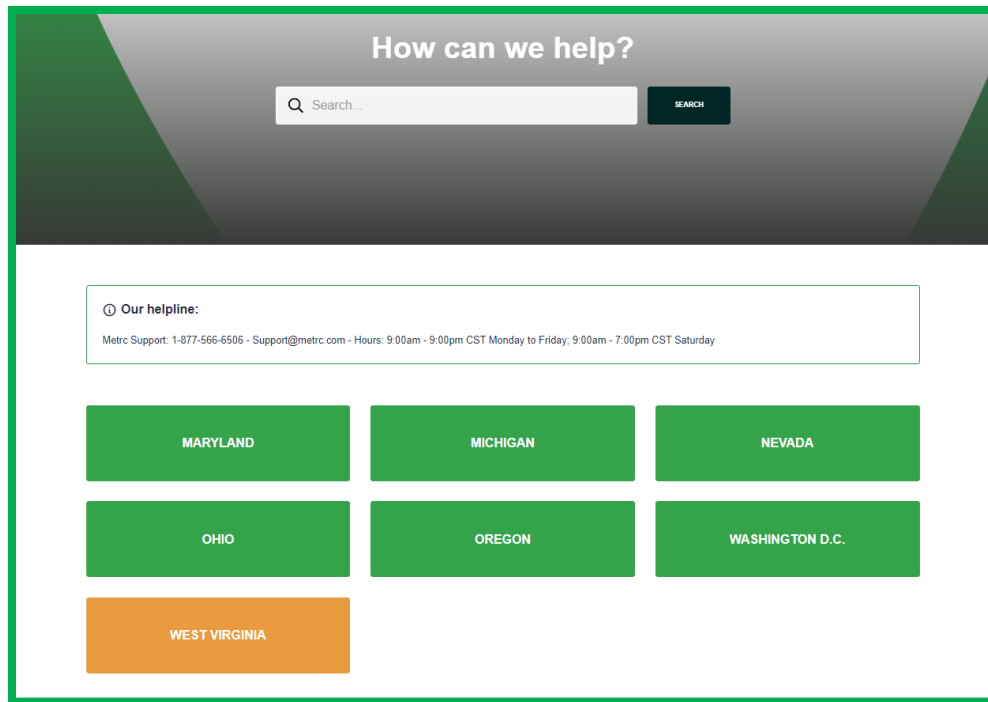 How can we help?
Search...
SEARCH
Our helpline:
Metrc Support: 1-877-566-6506 - Support@metrc.com - Hours: 9:00am - 9:00pm CST Monday to Friday; 9:00am - 7:00pm CST Saturday
MARYLAND
MICHIGAN
NEVADA
OHIO
OREGON
WASHINGTON D.C.
WEST VIRGINIA